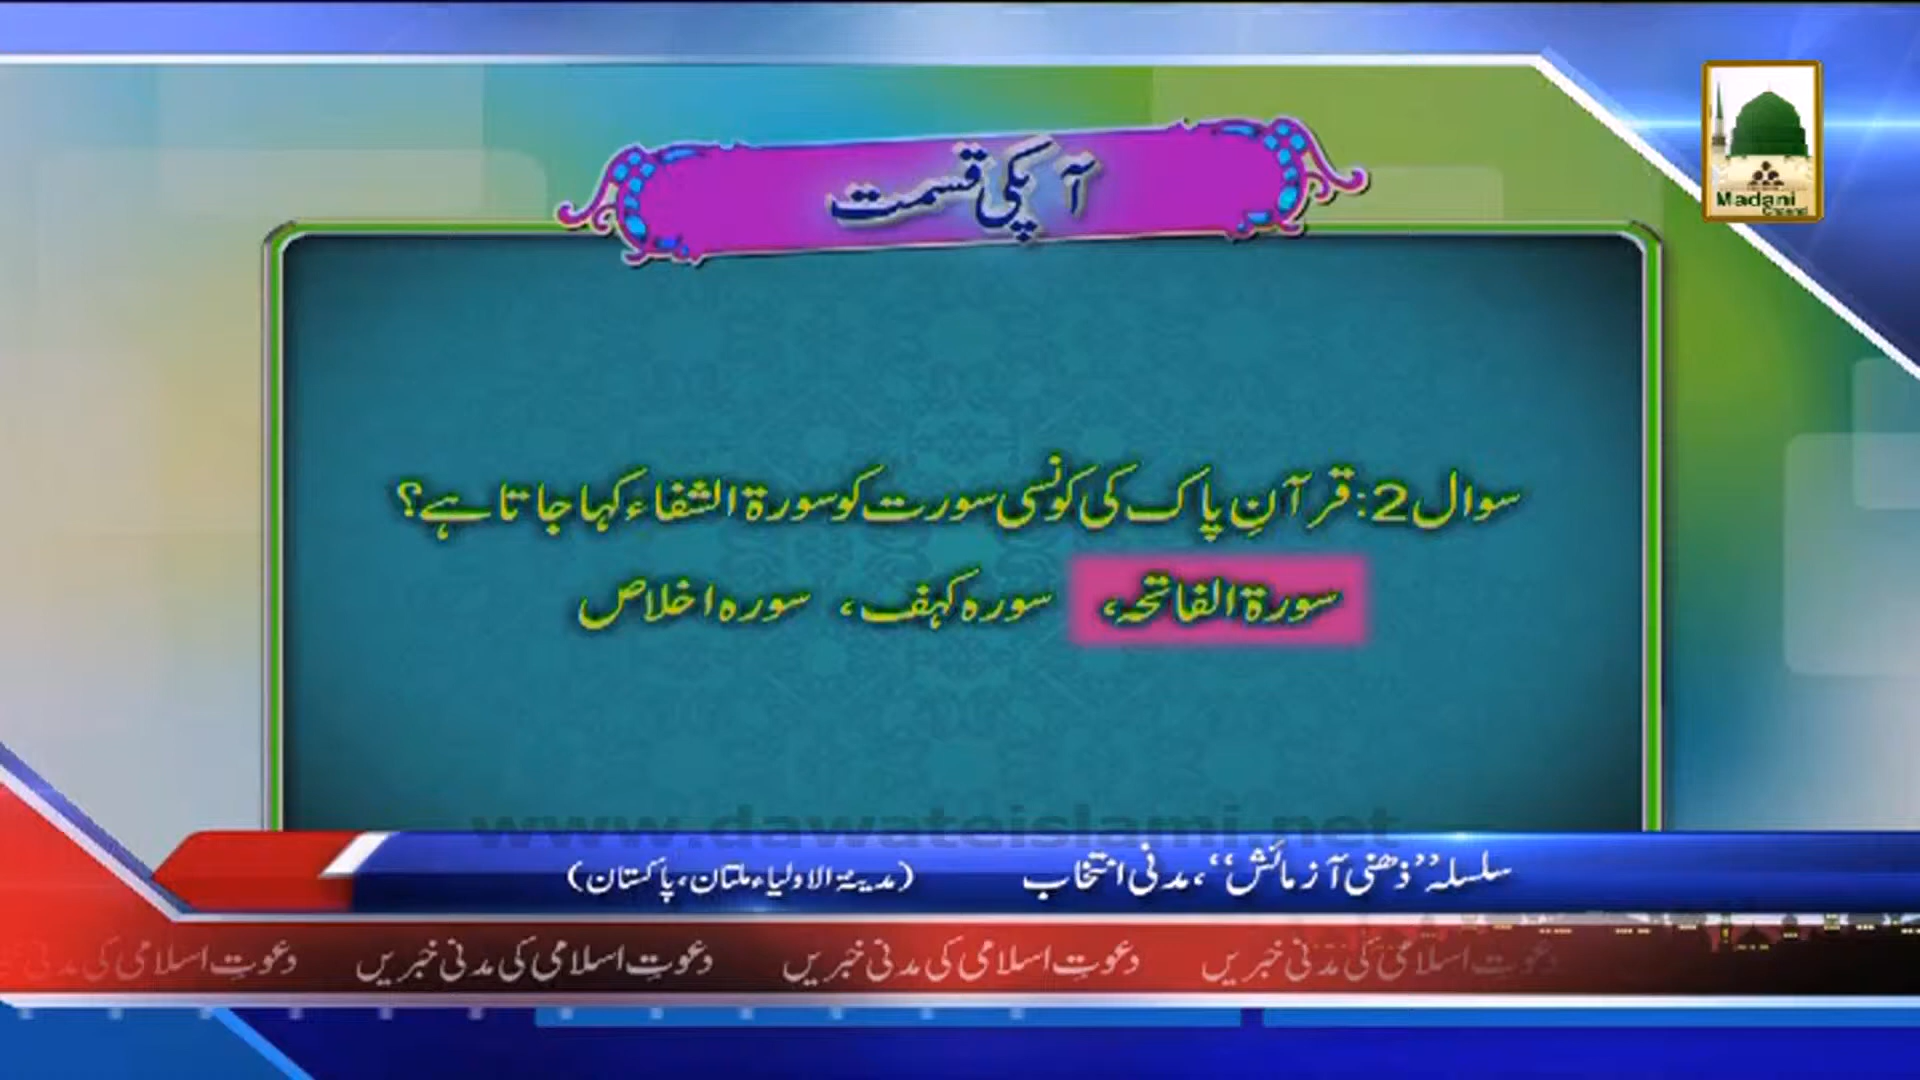 آپکی قسمت
Madani
Channel
سوال 2: قرآنِ پاک کی کونسی سورت کو سورۃ الشفاء کہا جاتا ہے؟
سورۃ الفاتحہ، سورہ کہف، سورہ اخلاص
www.dawateislami.net
سلسلہ ”ذھنی آزمائش“، مدنی انتخاب (مدینۃ الاولیاء ملتان، پاکستان)
دعوتِ اسلامی کی مدنی خبریں دعوتِ اسلامی کی مدنی خبریں دعوتِ اسلامی کی مدنی خبریں دعوتِ اسلامی کی مدنی